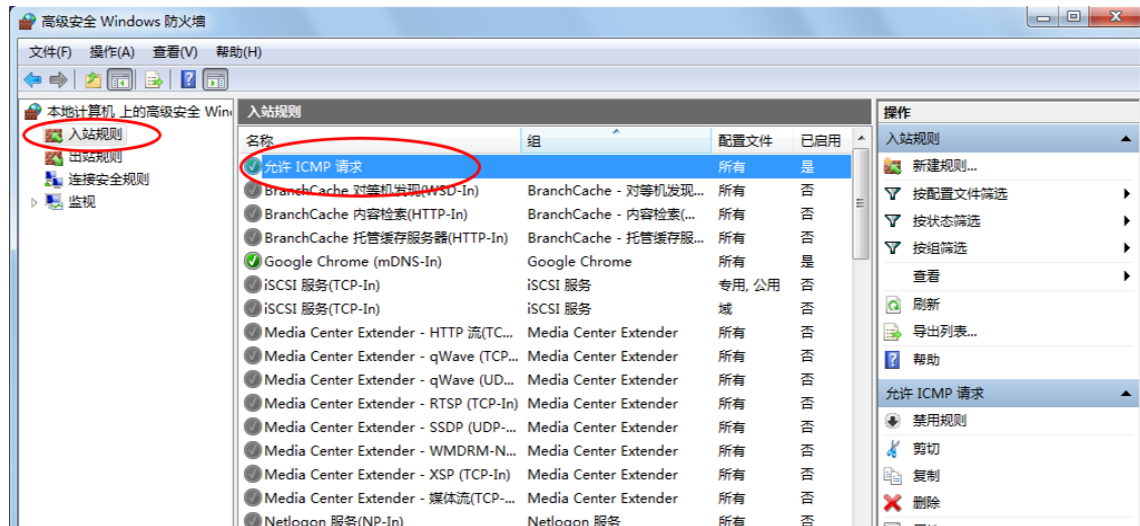 高级安全 Windows 防火墙
文件(F) 操作(A) 查看(V) 帮助(H)
本地计算机 上的高级安全 Win
入站规则
出站规则
连接安全规则
监视
入站规则
名称 组 配置文件 已启用
允许 ICMP 请求 所有 是
BranchCache 对等机发现(WSD-In) BranchCache - 对等机发现... 所有 否
BranchCache 内容检索(HTTP-In) BranchCache - 内容检索(... 所有 否
BranchCache 托管缓存服务器(HTTP-In) BranchCache - 托管缓存服... 所有 否
Google Chrome (mDNS-In) Google Chrome 所有 是
iSCSI 服务(TCP-In) iSCSI 服务 专用, 公用 否
iSCSI 服务(TCP-In) iSCSI 服务 域 否
Media Center Extender - HTTP 流(TC... Media Center Extender 所有 否
Media Center Extender - qWave (TCP... Media Center Extender 所有 否
Media Center Extender - qWave (UD... Media Center Extender 所有 否
Media Center Extender - RTSP (TCP-In) Media Center Extender 所有 否
Media Center Extender - SSDP (UDP-... Media Center Extender 所有 否
Media Center Extender - WMDRM-N... Media Center Extender 所有 否
Media Center Extender - XSP (TCP-In) Media Center Extender 所有 否
Media Center Extender - 媒体流(TCP-... Media Center Extender 所有 否
Netlogon 服务(NP-In) Netlogon 服务 所有 否
操作
入站规则
新建规则...
按配置文件筛选
按状态筛选
按组筛选
查看
刷新
导出列表...
帮助
允许 ICMP 请求
禁用规则
剪切
复制
删除